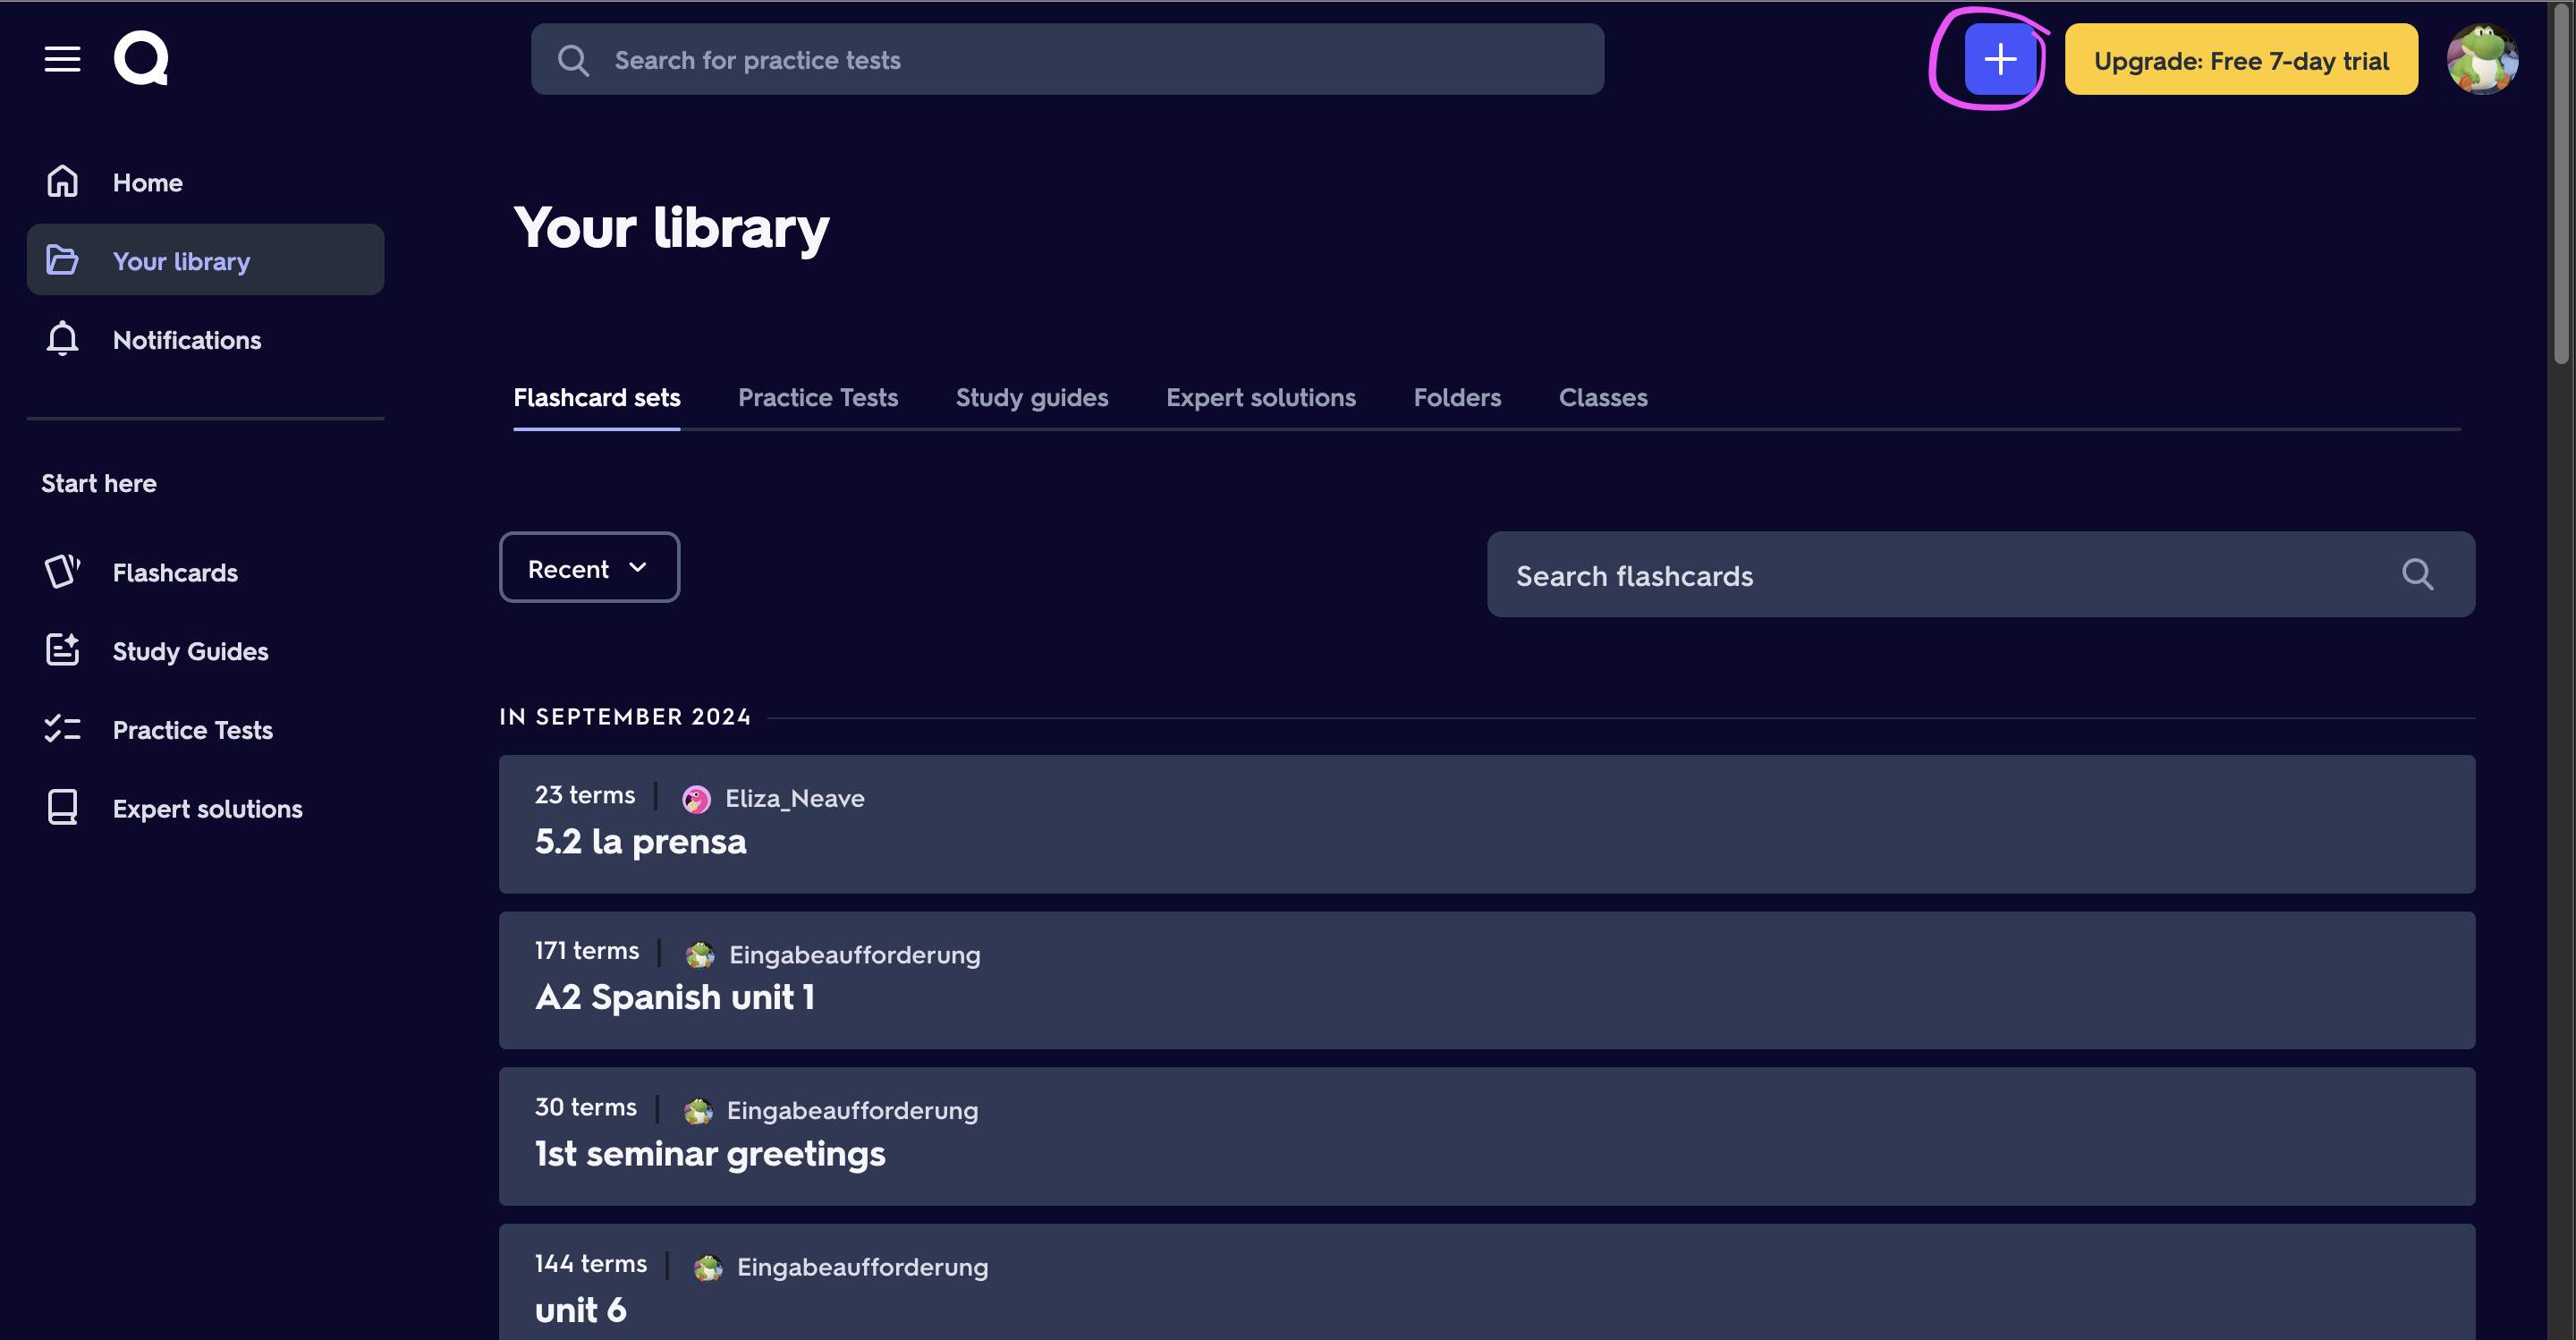 Search for practice tests
Upgrade: Free 7-day trial
Home
Your library
Notifications
Start here
Flashcards
Study Guides
Practice Tests
Expert solutions
Your library
Flashcard sets Practice Tests Study guides Expert solutions Folders Classes
Recent
Search flashcards
IN SEPTEMBER 2024
23 terms Eliza_Neave
5.2 la prensa
171 terms Eingabeaufforderung
A2 Spanish unit 1
30 terms Eingabeaufforderung
1st seminar greetings
144 terms Eingabeaufforderung
unit 6